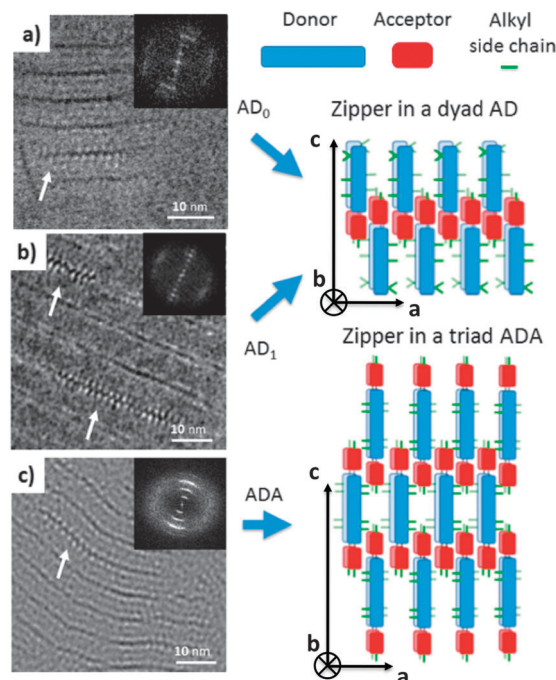 a)
10 nm
b)
10 nm
c)
10 nm
AD₀
AD₁
ADA
Donor
Acceptor
Alkyl
side chain
Zipper in a dyad AD
c
b
a
Zipper in a triad ADA
c
b
a